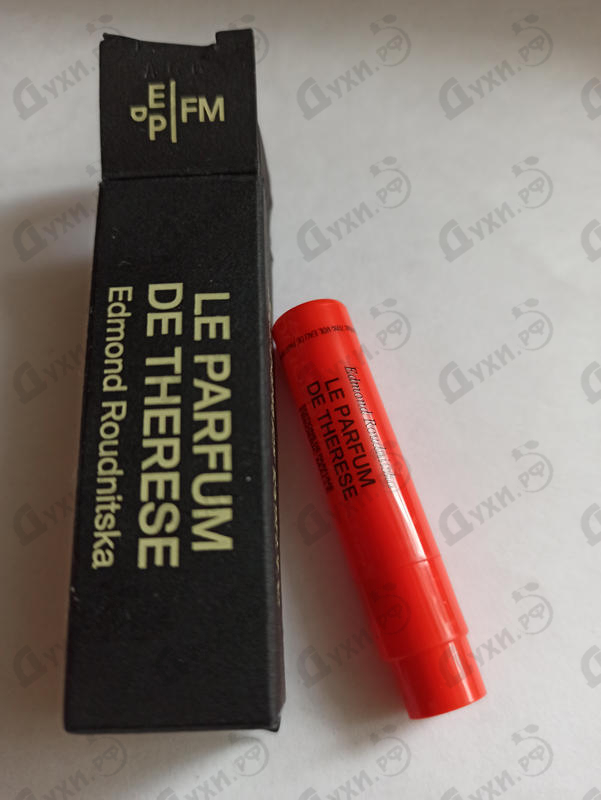 EDP FM
LE PARFUM
DE THERESE
Edmond Roudnitska
Edmond Roudnitska
LE PARFUM
DE THERESE
Духи.РФ